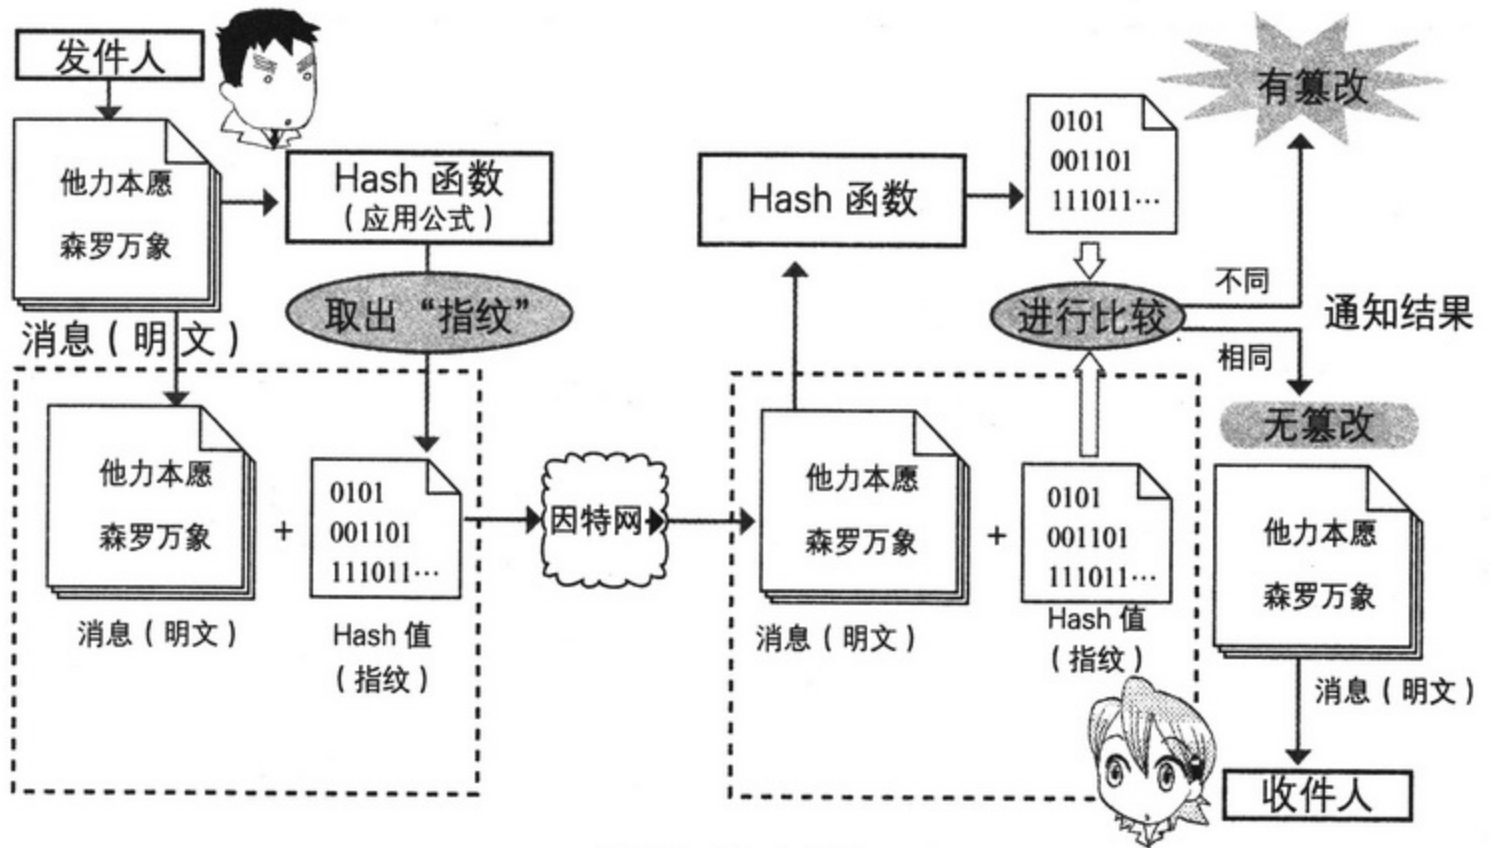 发件人
他力本愿
森罗万象
消息（明文）
Hash 函数
（应用公式）
取出“指纹”
他力本愿
森罗万象
消息（明文）
+
0101
001101
111011…
Hash 值
（指纹）
因特网
他力本愿
森罗万象
消息（明文）
+
0101
001101
111011…
Hash 值
（指纹）
Hash 函数
0101
001101
111011…
进行比较
不同
相同
通知结果
有篡改
无篡改
他力本愿
森罗万象
消息（明文）
收件人